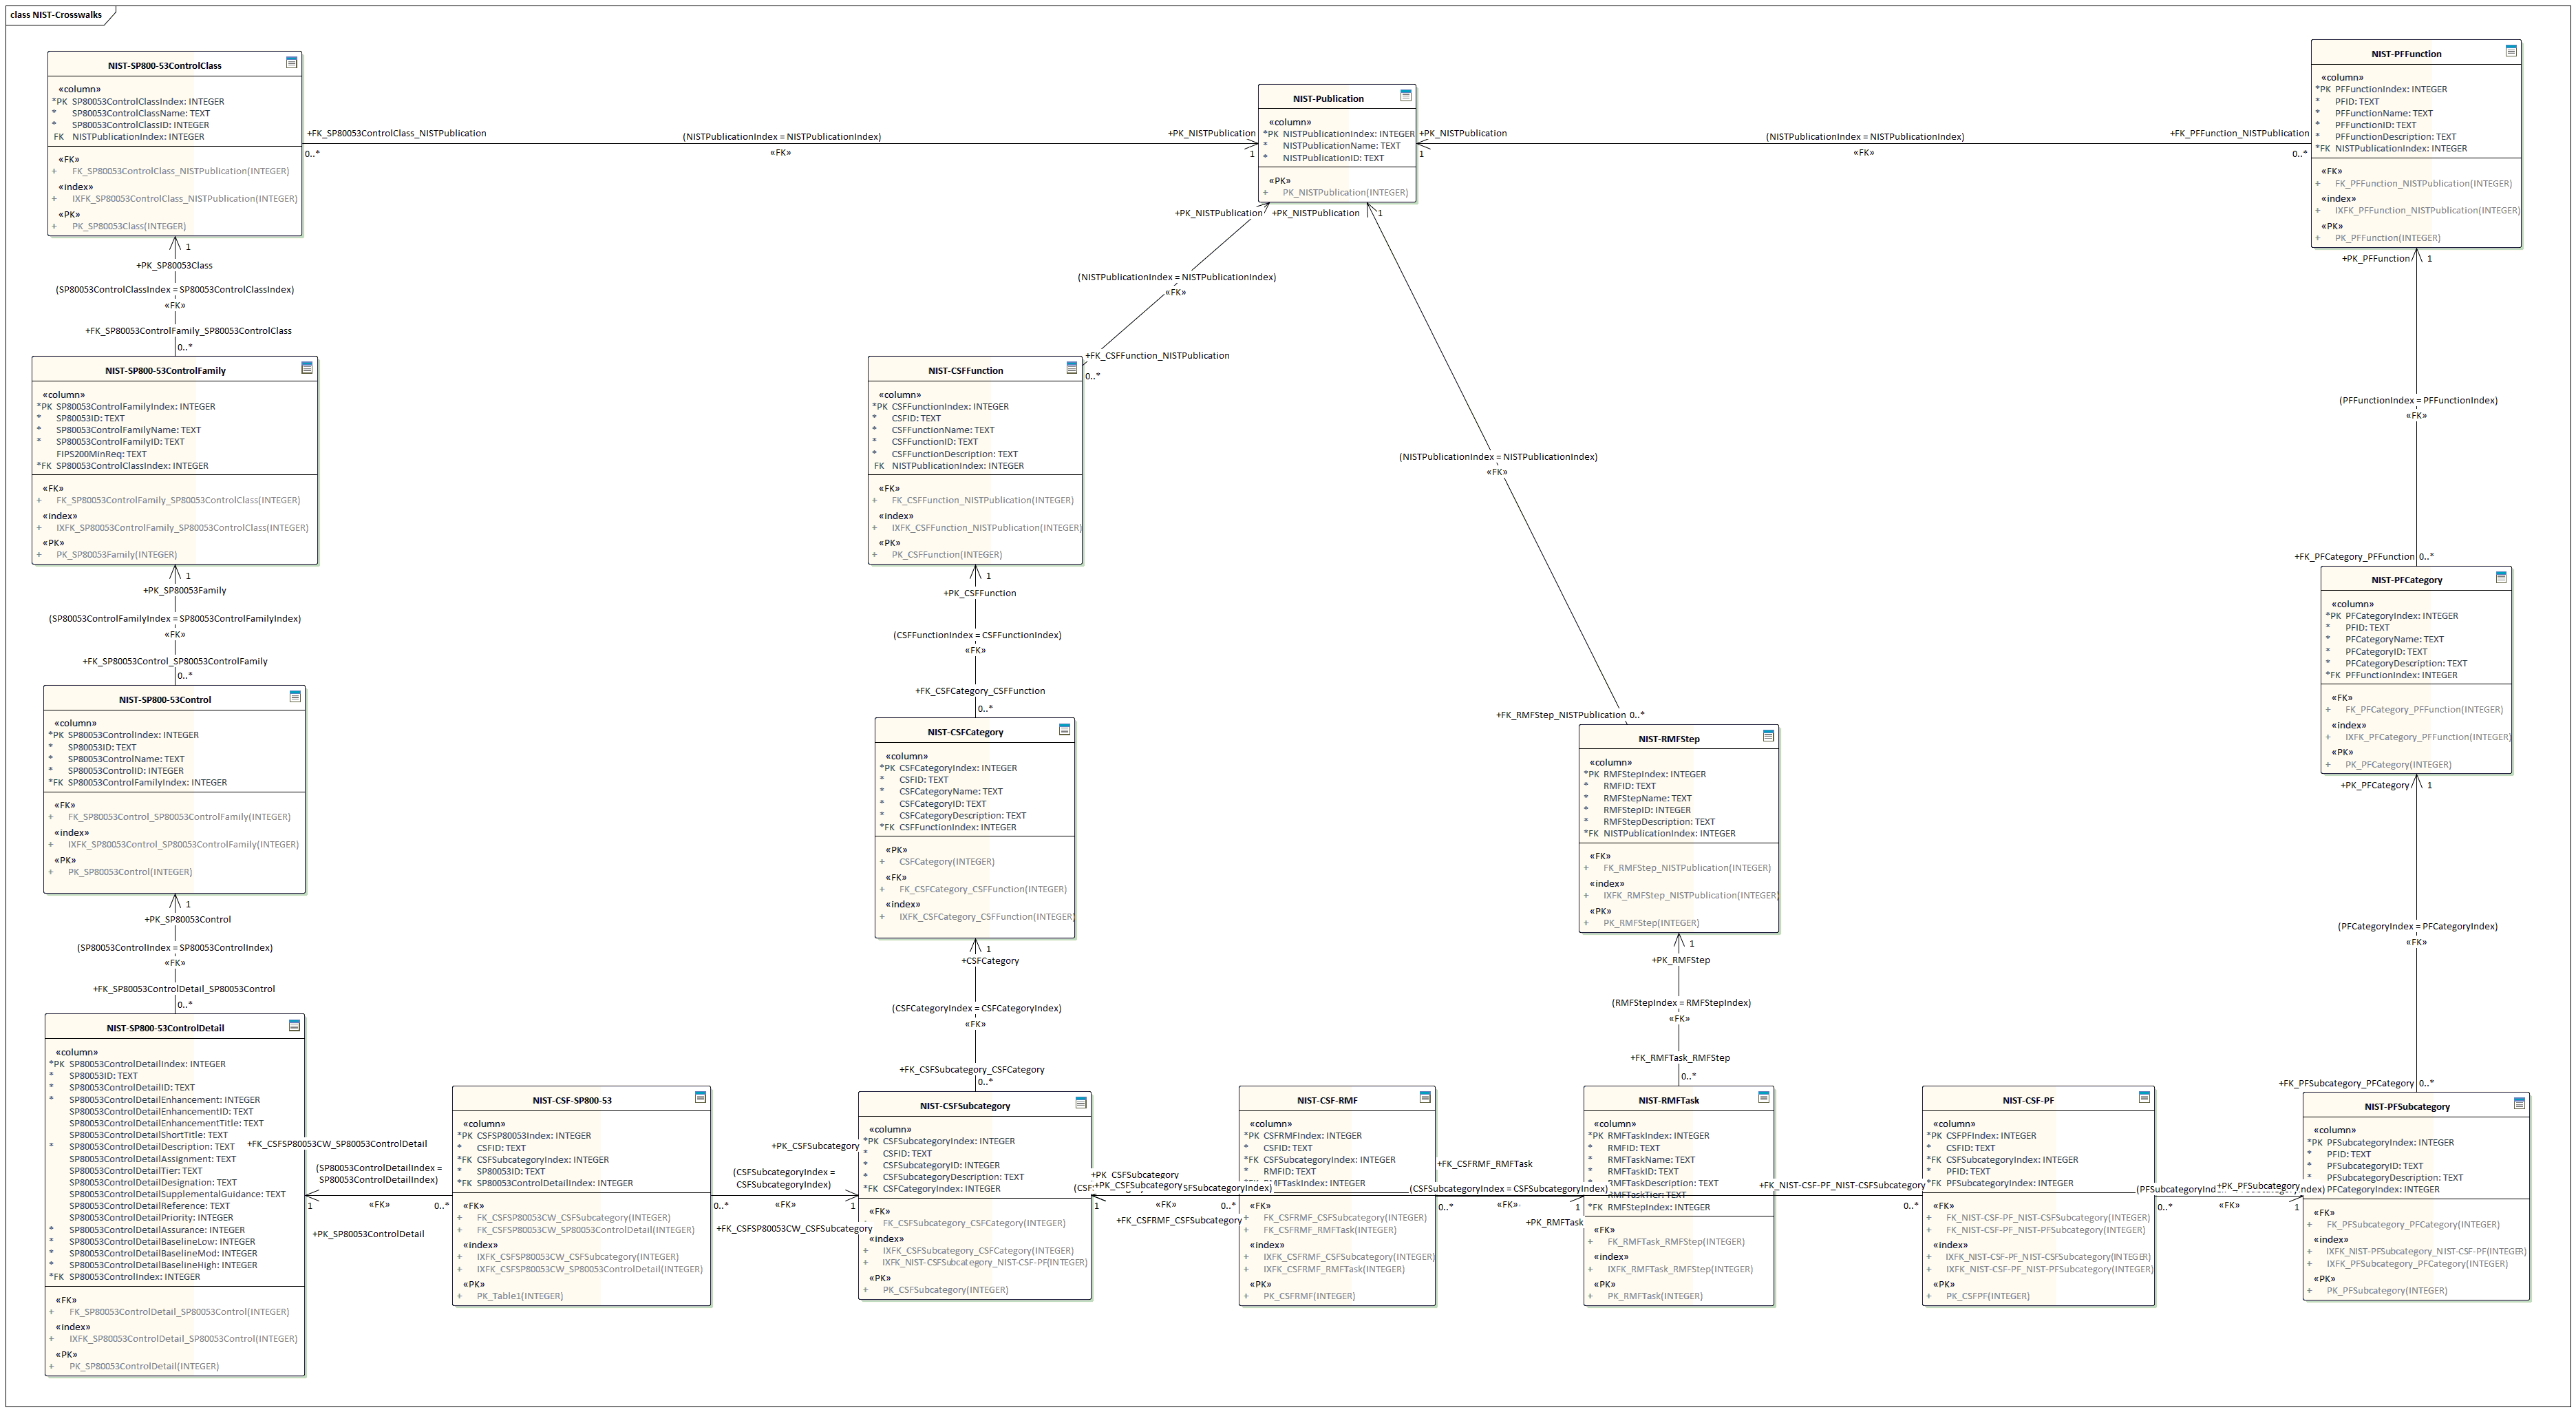 class NIST-Crosswalks
NIST-SP800-53ControlClass
«column»
*PK SP80053ControlClassIndex: INTEGER
* SP80053ControlClassName: TEXT
* SP80053ControlClassID: INTEGER
FK NISTPublicationIndex: INTEGER
«FK»
+ FK_SP80053ControlClass_NISTPublication(INTEGER)
«index»
+ IXFK_SP80053ControlClass_NISTPublication(INTEGER)
«PK»
+ PK_SP80053Class(INTEGER)
+FK_SP80053ControlClass_NISTPublication
0..*
(NISTPublicationIndex = NISTPublicationIndex)
«FK»
+PK_NISTPublication
1
NIST-Publication
«column»
*PK NISTPublicationIndex: INTEGER
* NISTPublicationName: TEXT
* NISTPublicationID: TEXT
«PK»
+ PK_NISTPublication(INTEGER)
+PK_NISTPublication
1
(NISTPublicationIndex = NISTPublicationIndex)
«FK»
+FK_PFFunction_NISTPublication
0..*
NIST-PFFunction
«column»
*PK PFFunctionIndex: INTEGER
* PFID: TEXT
* PFFunctionName: TEXT
* PFFunctionID: TEXT
* PFFunctionDescription: TEXT
*FK NISTPublicationIndex: INTEGER
«FK»
+ FK_PFFunction_NISTPublication(INTEGER)
«index»
+ IXFK_PFFunction_NISTPublication(INTEGER)
«PK»
+ PK_PFFunction(INTEGER)
1
+PK_SP80053Class
(SP80053ControlClassIndex = SP80053ControlClassIndex)
«FK»
+FK_SP80053ControlFamily_SP80053ControlClass
0..*
+PK_NISTPublication
(NISTPublicationIndex = NISTPublicationIndex)
«FK»
+FK_CSFFunction_NISTPublication
0..*
+PK_NISTPublication
1
(NISTPublicationIndex = NISTPublicationIndex)
«FK»
+FK_RMFStep_NISTPublication 0..*
+PK_PFFunction
1
(PFFunctionIndex = PFFunctionIndex)
«FK»
+FK_PFCategory_PFFunction 0..*
NIST-SP800-53ControlFamily
«column»
*PK SP80053ControlFamilyIndex: INTEGER
* SP80053ID: TEXT
* SP80053ControlFamilyName: TEXT
* SP80053ControlFamilyID: TEXT
FIPS200MinReq: TEXT
*FK SP80053ControlClassIndex: INTEGER
«FK»
+ FK_SP80053ControlFamily_SP80053ControlClass(INTEGER)
«index»
+ IXFK_SP80053ControlFamily_SP80053ControlClass(INTEGER)
«PK»
+ PK_SP80053Family(INTEGER)
NIST-CSFFunction
«column»
*PK CSFFunctionIndex: INTEGER
* CSFID: TEXT
* CSFFunctionName: TEXT
* CSFFunctionID: TEXT
* CSFFunctionDescription: TEXT
FK NISTPublicationIndex: INTEGER
«FK»
+ FK_CSFFunction_NISTPublication(INTEGER)
«index»
+ IXFK_CSFFunction_NISTPublication(INTEGER)
«PK»
+ PK_CSFFunction(INTEGER)
1
+PK_SP80053Family
(SP80053ControlFamilyIndex = SP80053ControlFamilyIndex)
«FK»
+FK_SP80053Control_SP80053ControlFamily
0..*
1
+PK_CSFFunction
(CSFFunctionIndex = CSFFunctionIndex)
«FK»
+FK_CSFCategory_CSFFunction
0..*
NIST-PFCategory
«column»
*PK PFCategoryIndex: INTEGER
* PFID: TEXT
* PFCategoryName: TEXT
* PFCategoryID: TEXT
* PFCategoryDescription: TEXT
*FK PFFunctionIndex: INTEGER
«FK»
+ FK_PFCategory_PFFunction(INTEGER)
«index»
+ IXFK_PFCategory_PFFunction(INTEGER)
«PK»
+ PK_PFCategory(INTEGER)
NIST-SP800-53Control
«column»
*PK SP80053ControlIndex: INTEGER
* SP80053ID: TEXT
* SP80053ControlName: TEXT
* SP80053ControlID: INTEGER
*FK SP80053ControlFamilyIndex: INTEGER
«FK»
+ FK_SP80053Control_SP80053ControlFamily(INTEGER)
«index»
+ IXFK_SP80053Control_SP80053ControlFamily(INTEGER)
«PK»
+ PK_SP80053Control(INTEGER)
NIST-CSFCategory
«column»
*PK CSFCategoryIndex: INTEGER
* CSFID: TEXT
* CSFCategoryName: TEXT
* CSFCategoryID: TEXT
* CSFCategoryDescription: TEXT
*FK CSFFunctionIndex: INTEGER
«PK»
+ CSFCategory(INTEGER)
«FK»
+ FK_CSFCategory_CSFFunction(INTEGER)
«index»
+ IXFK_CSFCategory_CSFFunction(INTEGER)
NIST-RMFStep
«column»
*PK RMFStepIndex: INTEGER
* RMFID: TEXT
* RMFStepName: TEXT
* RMFStepID: INTEGER
* RMFStepDescription: TEXT
*FK NISTPublicationIndex: INTEGER
«FK»
+ FK_RMFStep_NISTPublication(INTEGER)
«index»
+ IXFK_RMFStep_NISTPublication(INTEGER)
«PK»
+ PK_RMFStep(INTEGER)
+PK_PFCategory
1
(PFCategoryIndex = PFCategoryIndex)
«FK»
+FK_PFSubcategory_PFCategory 0..*
1
+PK_SP80053Control
(SP80053ControlIndex = SP80053ControlIndex)
«FK»
+FK_SP80053ControlDetail_SP80053Control
0..*
1
+CSFCategory
(CSFCategoryIndex = CSFCategoryIndex)
«FK»
+FK_CSFSubcategory_CSFCategory
0..*
1
+PK_RMFStep
(RMFStepIndex = RMFStepIndex)
«FK»
+FK_RMFTask_RMFStep
0..*
NIST-SP800-53ControlDetail
«column»
*PK SP80053ControlDetailIndex: INTEGER
* SP80053ID: TEXT
* SP80053ControlDetailID: TEXT
* SP80053ControlDetailEnhancement: INTEGER
SP80053ControlDetailEnhancementID: TEXT
SP80053ControlDetailEnhancementTitle: TEXT
SP80053ControlDetailShortTitle: TEXT
* SP80053ControlDetailDescription: TEXT
SP80053ControlDetailAssignment: TEXT
SP80053ControlDetailTier: TEXT
SP80053ControlDetailDesignation: TEXT
SP80053ControlDetailSupplementalGuidance: TEXT
SP80053ControlDetailReference: TEXT
SP80053ControlDetailPriority: INTEGER
* SP80053ControlDetailAssurance: INTEGER
* SP80053ControlDetailBaselineLow: INTEGER
* SP80053ControlDetailBaselineMod: INTEGER
* SP80053ControlDetailBaselineHigh: INTEGER
*FK SP80053ControlIndex: INTEGER
«FK»
+ FK_SP80053ControlDetail_SP80053Control(INTEGER)
«index»
+ IXFK_SP80053ControlDetail_SP80053Control(INTEGER)
«PK»
+ PK_SP80053ControlDetail(INTEGER)
+FK_CSFSP80053CW_SP80053ControlDetail
(SP80053ControlDetailIndex =
SP80053ControlDetailIndex)
1
«FK»
0..*
+PK_SP80053ControlDetail
NIST-CSF-SP800-53
«column»
*PK CSFSP80053Index: INTEGER
* CSFID: TEXT
*FK CSFSubcategoryIndex: INTEGER
* SP80053ID: TEXT
*FK SP80053ControlDetailIndex: INTEGER
«FK»
+ FK_CSFSP80053CW_CSFSubcategory(INTEGER)
+ FK_CSFSP80053CW_SP80053ControlDetail(INTEGER)
«index»
+ IXFK_CSFSP80053CW_CSFSubcategory(INTEGER)
+ IXFK_CSFSP80053CW_SP80053ControlDetail(INTEGER)
«PK»
+ PK_Table1(INTEGER)
+PK_CSFSubcategory
(CSFSubcategoryIndex =
CSFSubcategoryIndex)
0..*
«FK»
1
+FK_CSFSP80053CW_CSFSubcategory
NIST-CSFSubcategory
«column»
*PK CSFSubcategoryIndex: INTEGER
* CSFID: TEXT
* CSFSubcategoryID: INTEGER
* CSFSubcategoryDescription: TEXT
*FK CSFCategoryIndex: INTEGER
«FK»
+ FK_CSFSubcategory_CSFCategory(INTEGER)
«index»
+ IXFK_CSFSubcategory_CSFCategory(INTEGER)
+ IXFK_NIST-CSFSubcategory_NIST-CSF-PF(INTEGER)
«PK»
+ PK_CSFSubcategory(INTEGER)
+PK_CSFSubcategory
+PK_CSFSubcategory
1
«FK»
0..*
+FK_CSFRMF_CSFSubcategory
NIST-CSF-RMF
«column»
*PK CSFRMFIndex: INTEGER
* CSFID: TEXT
*FK CSFSubcategoryIndex: INTEGER
* RMFID: TEXT
«FK»
+ FK_CSFRMF_CSFSubcategory(INTEGER)
+ FK_CSFRMF_RMFTask(INTEGER)
«index»
+ IXFK_CSFRMF_CSFSubcategory(INTEGER)
+ IXFK_CSFRMF_RMFTask(INTEGER)
«PK»
+ PK_CSFRMF(INTEGER)
+FK_CSFRMF_RMFTask
(CSFSubcategoryIndex = CSFSubcategoryIndex)
0..*
«FK»
1
+PK_RMFTask
NIST-RMFTask
«column»
*PK RMFTaskIndex: INTEGER
* RMFID: TEXT
* RMFTaskName: TEXT
* RMFTaskID: TEXT
* RMFTaskDescription: TEXT
RMFTaskTier: TEXT
*FK RMFStepIndex: INTEGER
«FK»
+ FK_RMFTask_RMFStep(INTEGER)
«index»
+ IXFK_RMFTask_RMFStep(INTEGER)
«PK»
+ PK_RMFTask(INTEGER)
+FK_NIST-CSF-PF_NIST-CSFSubcategory
0..*
NIST-CSF-PF
«column»
*PK CSFPFIndex: INTEGER
* CSFID: TEXT
*FK CSFSubcategoryIndex: INTEGER
* PFID: TEXT
*FK PFSubcategoryIndex: INTEGER
«FK»
+ FK_NIST-CSF-PF_NIST-CSFSubcategory(INTEGER)
+ FK_NIST-CSF-PF_NIST-PFSubcategory(INTEGER)
«index»
+ IXFK_NIST-CSF-PF_NIST-CSFSubcategory(INTEGER)
+ IXFK_NIST-CSF-PF_NIST-PFSubcategory(INTEGER)
«PK»
+ PK_CSFPF(INTEGER)
+PK_PFSubcategory
0..*
«FK»
1
NIST-PFSubcategory
«column»
*PK PFSubcategoryIndex: INTEGER
* PFID: TEXT
* PFSubcategoryID: TEXT
* PFSubcategoryDescription: TEXT
PFCategoryIndex: INTEGER
«FK»
+ FK_PFSubcategory_PFCategory(INTEGER)
«index»
+ IXFK_NIST-PFSubcategory_NIST-CSF-PF(INTEGER)
+ IXFK_PFSubcategory_PFCategory(INTEGER)
«PK»
+ PK_PFSubcategory(INTEGER)